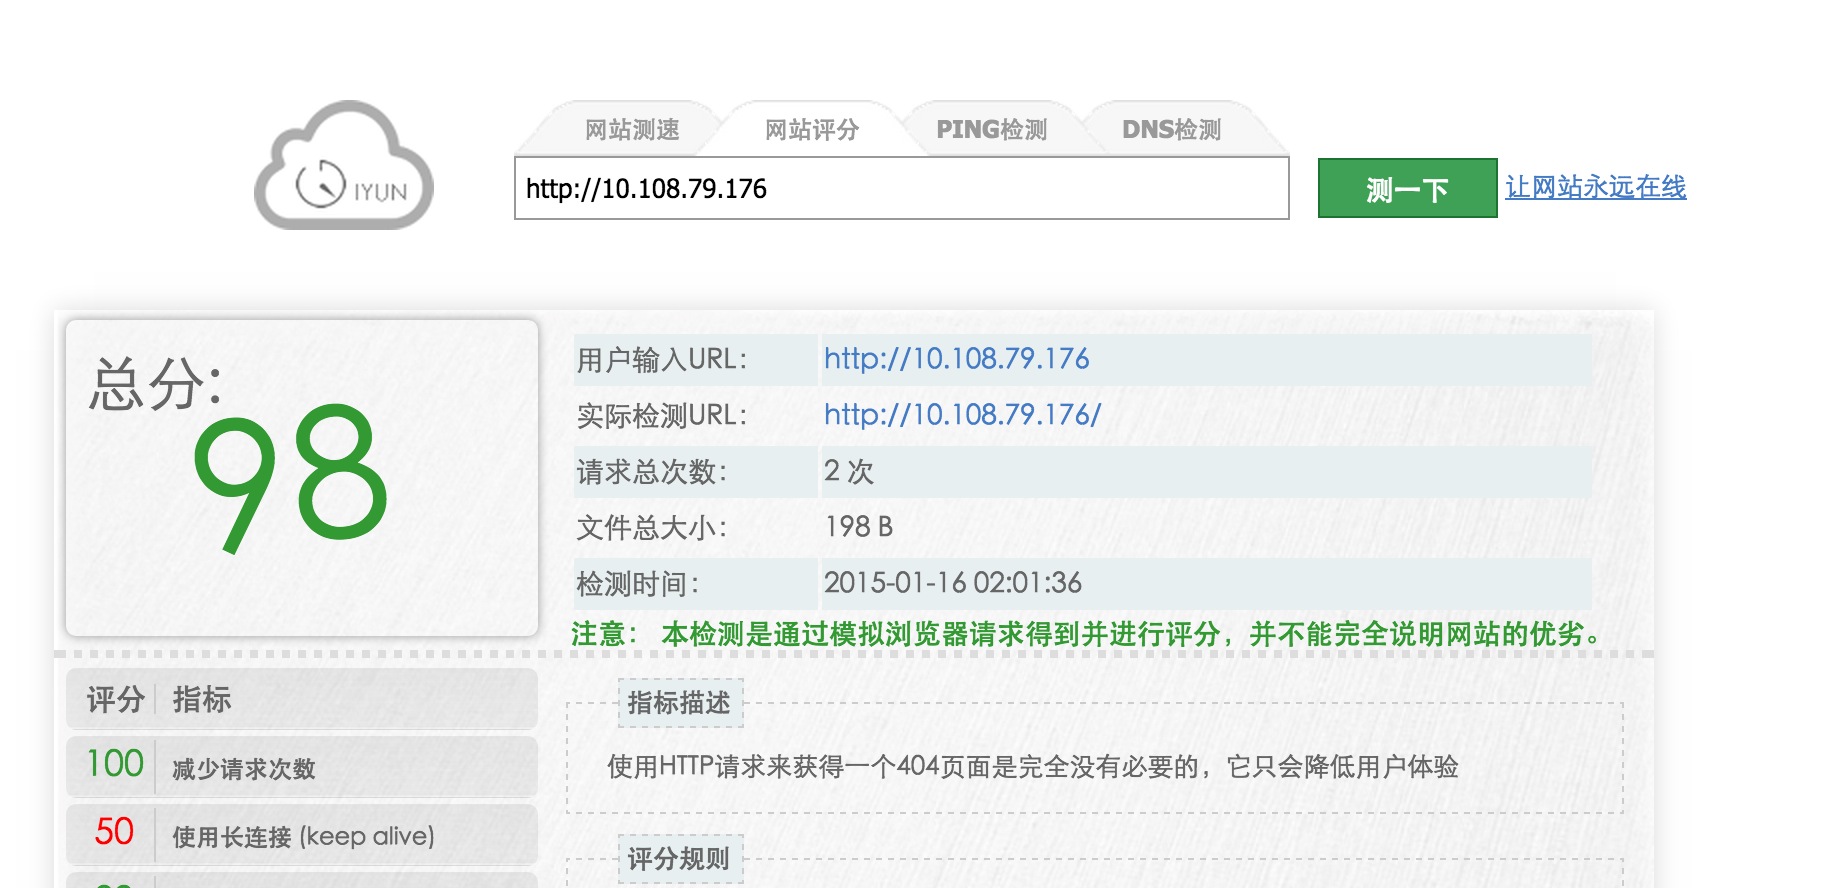 网站测速 网站评分 PING检测 DNS检测
IYUN
http://10.108.79.176 测一下 让网站永远在线
总分:
98
用户输入URL: http://10.108.79.176
实际检测URL: http://10.108.79.176/
请求总次数: 2 次
文件总大小: 198 B
检测时间: 2015-01-16 02:01:36
注意： 本检测是通过模拟浏览器请求得到并进行评分，并不能完全说明网站的优劣。
评分 指标
100 减少请求次数
50 使用长连接 (keep alive)
指标描述
使用HTTP请求来获得一个404页面是完全没有必要的，它只会降低用户体验
评分规则